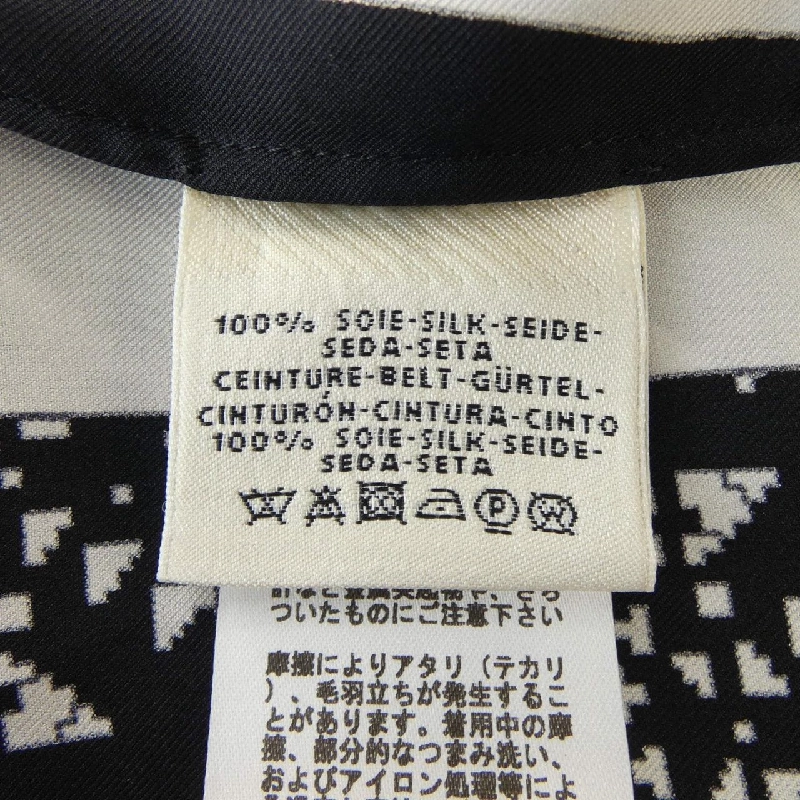 100% SOIE-SILK-SEIDE-
SEDA-SETA
CEINTURE-BELT-GÜRTEL-
CINTURÓN-CINTURA-CINTO
100% SOIE-SILK-SEIDE-
SEDA-SETA
P W
ついたものにご注意下さい
摩擦によりアタリ（テカリ
）、毛羽立ちが発生するこ
とがあります。着用中の摩
擦、部分的なつまみ洗い、
およびアイロン処理等によ